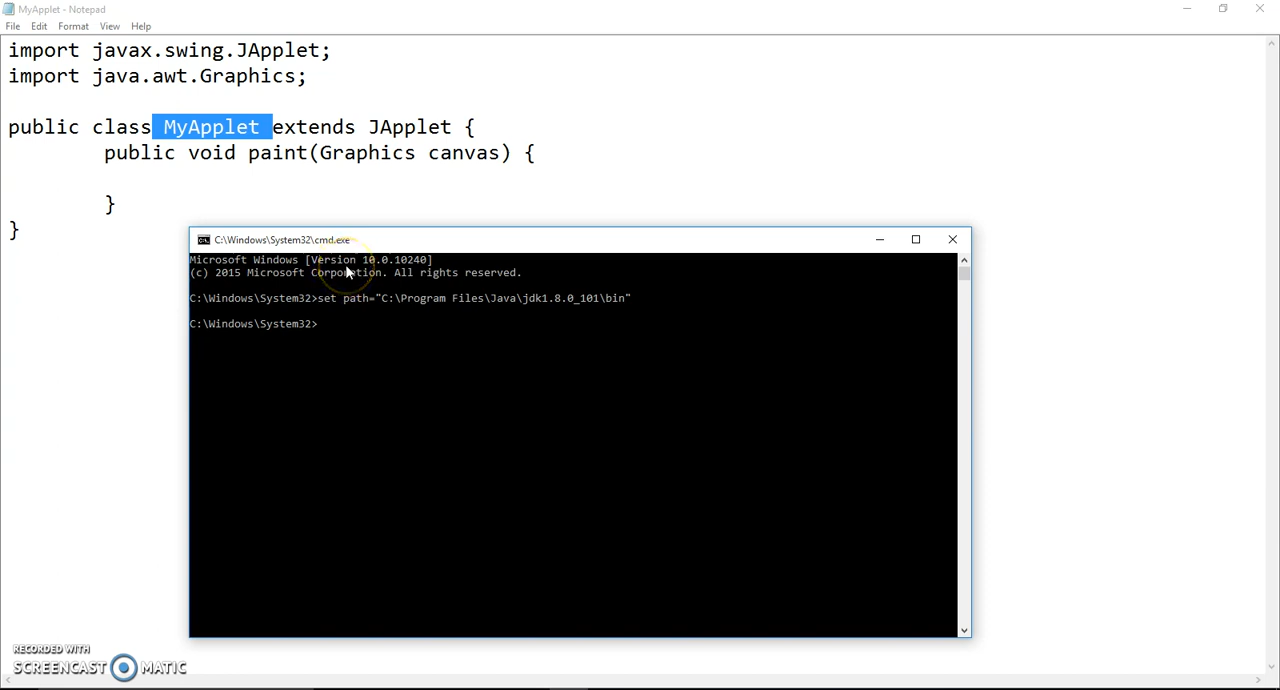 MyApplet - Notepad
File Edit Format View Help
import javax.swing.JApplet;
import java.awt.Graphics;
public class MyApplet extends JApplet {
public void paint(Graphics canvas) {
}
}
C:\Windows\System32\cmd.exe
Microsoft Windows [Version 10.0.10240]
(c) 2015 Microsoft Corporation. All rights reserved.
C:\Windows\System32>set path="C:\Program Files\Java\jdk1.8.0_101\bin"
C:\Windows\System32>
RECORDED WITH
SCREENCAST MATIC